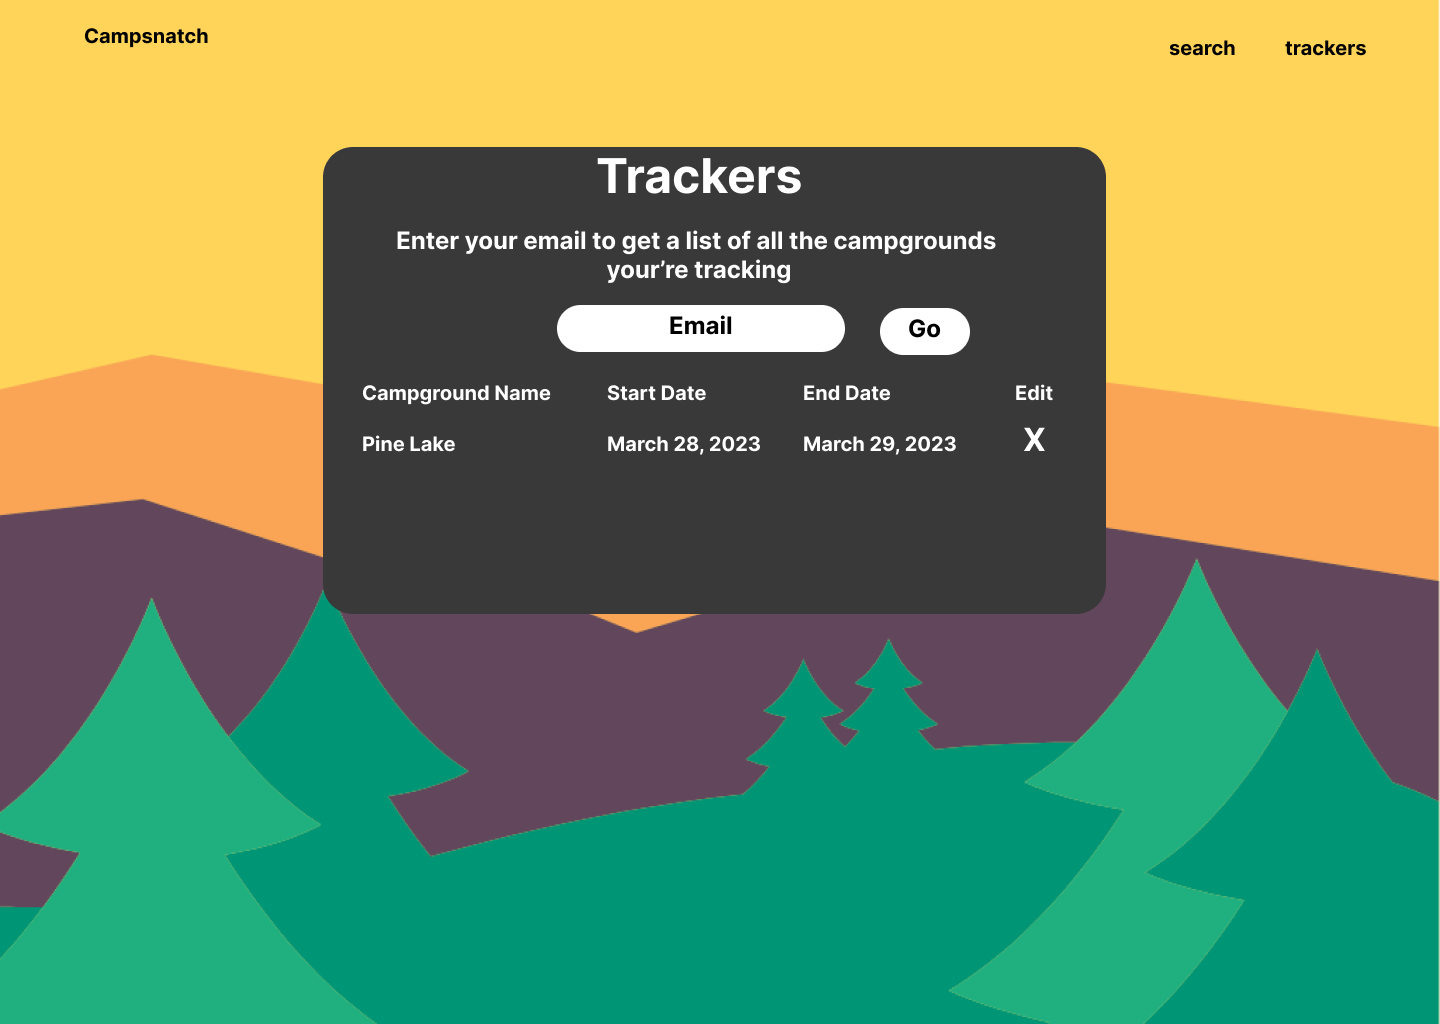 Campsnatch
search trackers
Trackers
Enter your email to get a list of all the campgrounds
your’re tracking
Email Go
Campground Name Start Date End Date Edit
Pine Lake March 28, 2023 March 29, 2023 X